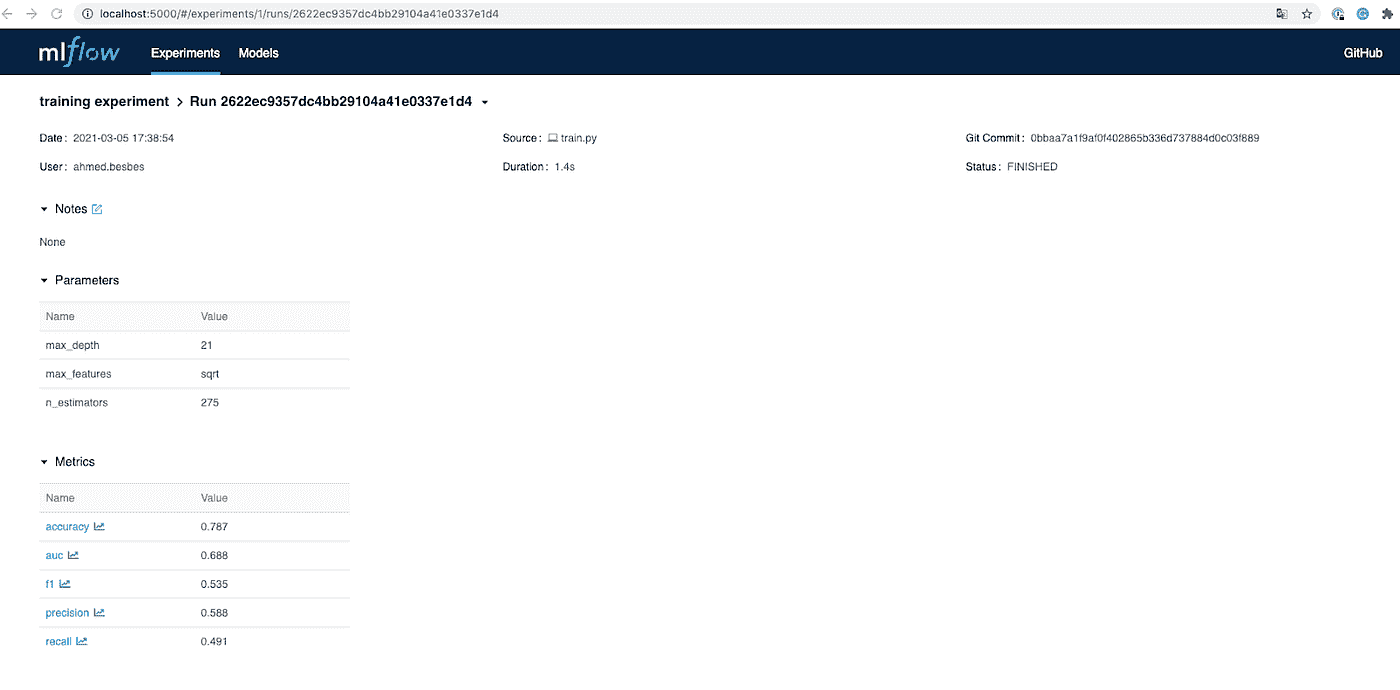 localhost:5000/#/experiments/1/runs/2622ec9357dc4bb29104a41e0337e1d4
mlflow Experiments Models GitHub
training experiment > Run 2622ec9357dc4bb29104a41e0337e1d4
Date: 2021-03-05 17:38:54 Source: train.py Git Commit: 0bbaa7a1f9af0f402865b336d737884d0c03f889
User: ahmed.besbes Duration: 1.4s Status: FINISHED
Notes
None
Parameters
Name Value
max_depth 21
max_features sqrt
n_estimators 275
Metrics
Name Value
accuracy 0.787
auc 0.688
f1 0.535
precision 0.588
recall 0.491